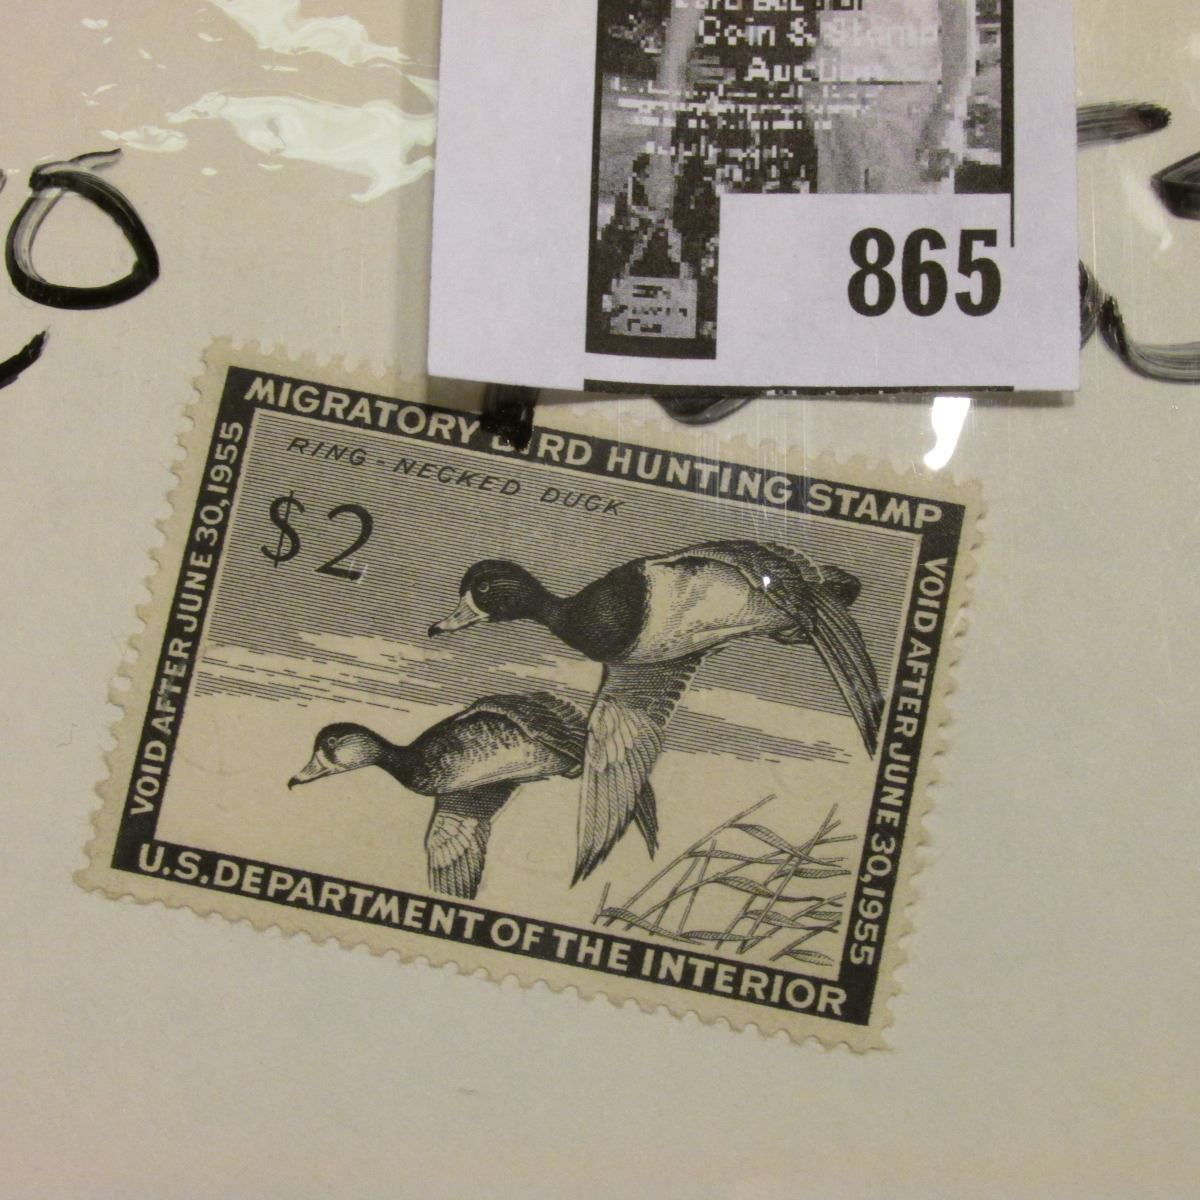 Coin & Stamp
Auction
865
MIGRATORY BIRD HUNTING STAMP
RING-NECKED DUCK
$2
VOID AFTER JUNE 30, 1955
VOID AFTER JUNE 30, 1955
U.S. DEPARTMENT OF THE INTERIOR